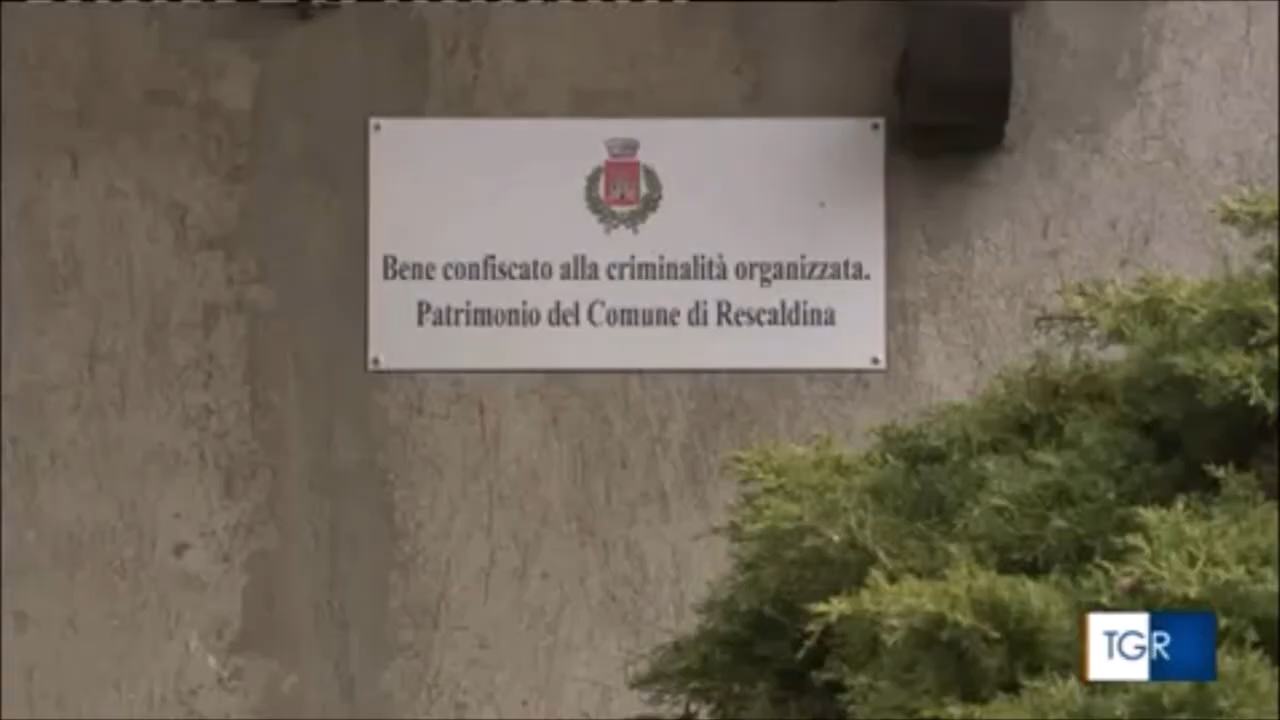 Bene confiscato alla criminalità organizzata.
Patrimonio del Comune di Rescaldina
TGR